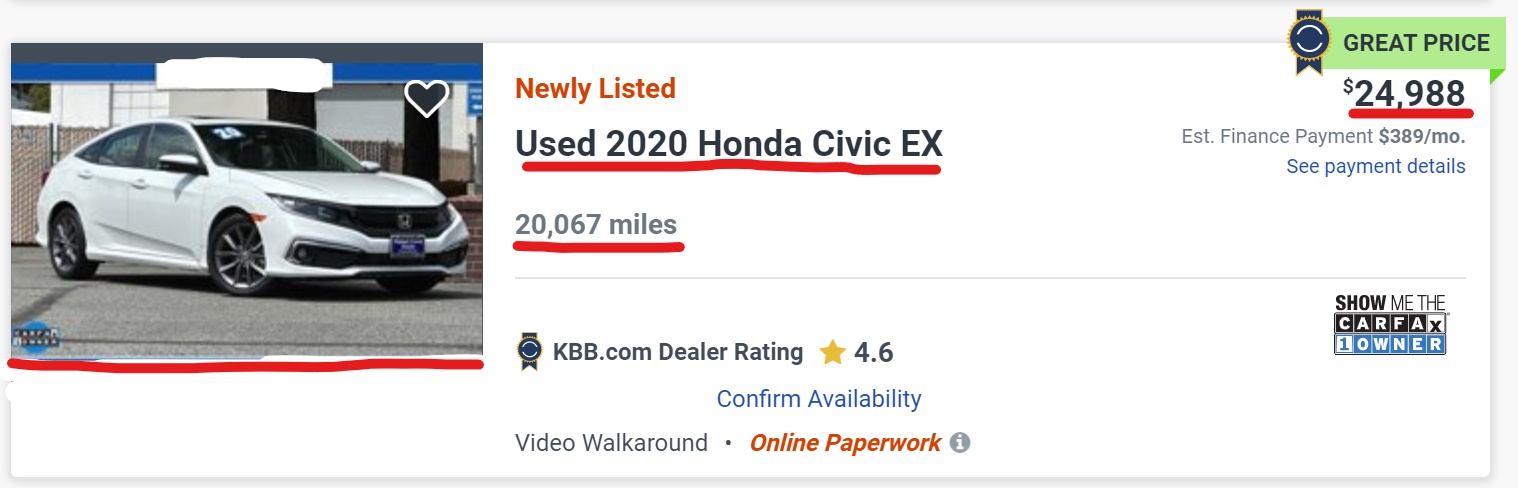 GREAT PRICE
Newly Listed
$24,988
Used 2020 Honda Civic EX
Est. Finance Payment $389/mo.
See payment details
20,067 miles
20
SHOW ME THE
CARFAX
1 OWNER
KBB.com Dealer Rating 4.6
Confirm Availability
Video Walkaround • Online Paperwork